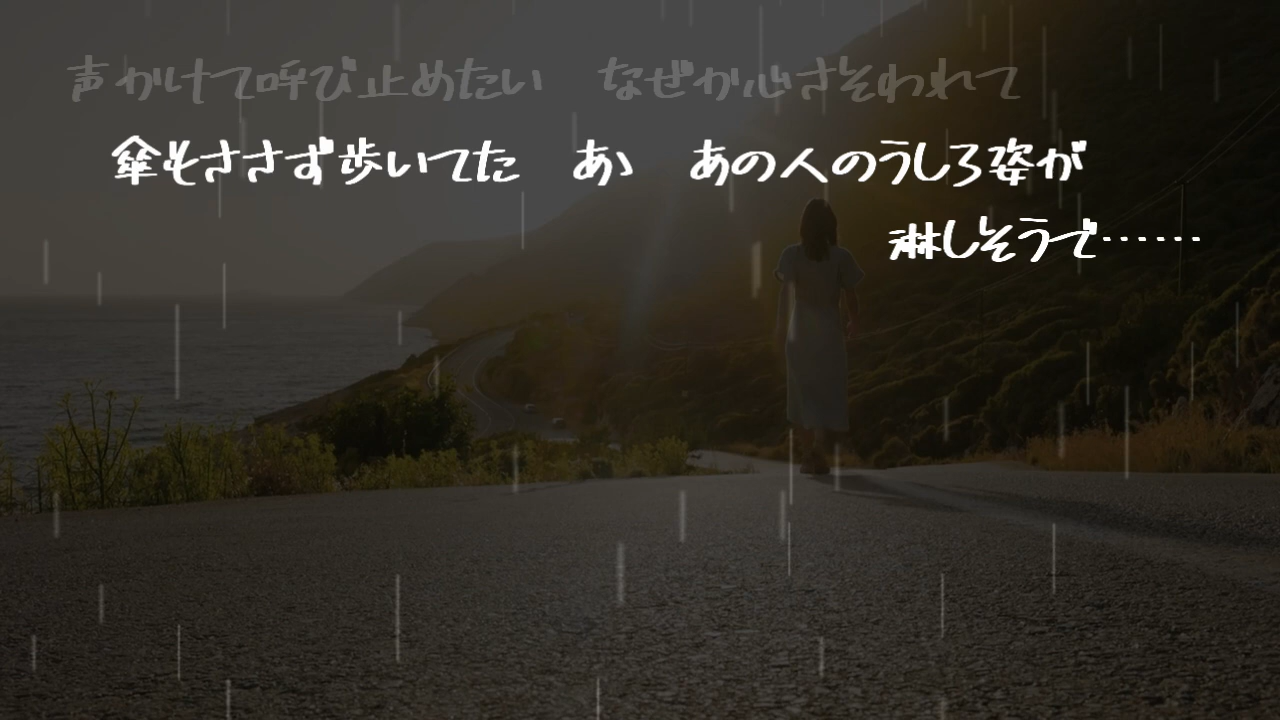 声かけて呼び止めたい　なぜか心さそわれて
傘もささず歩いてた　あゝ　あの人のうしろ姿が
淋しそうで……